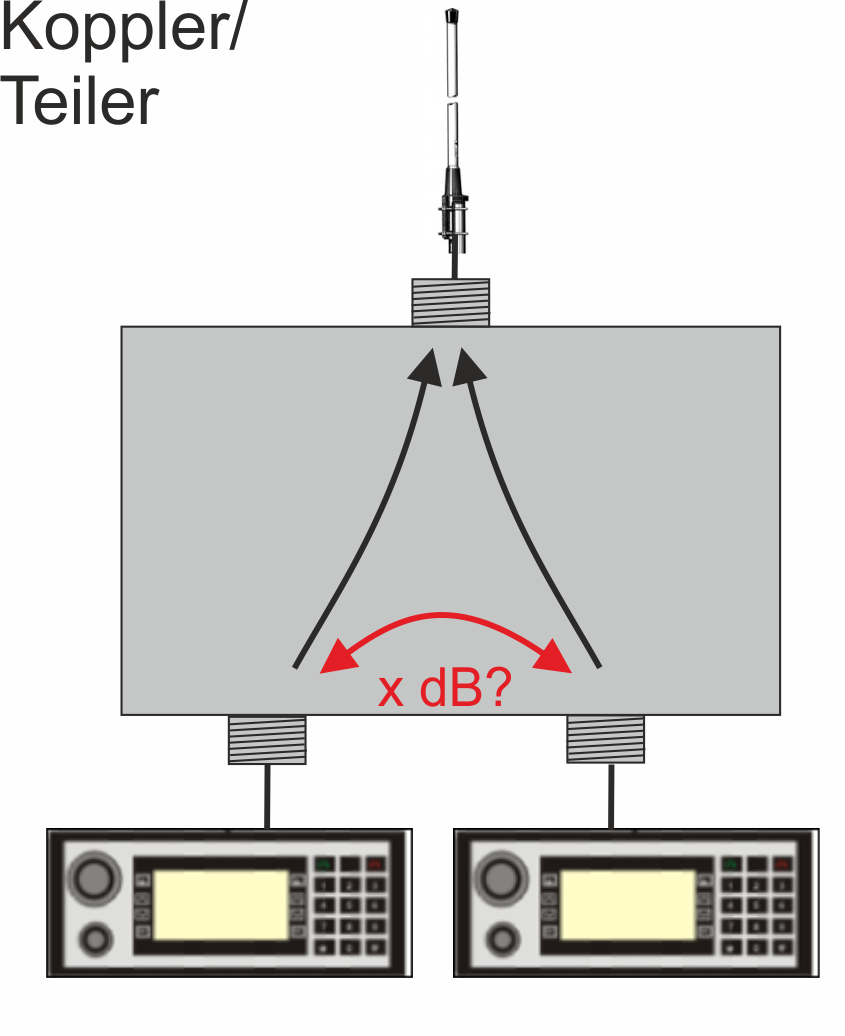 Koppler/
Teiler
x dB?